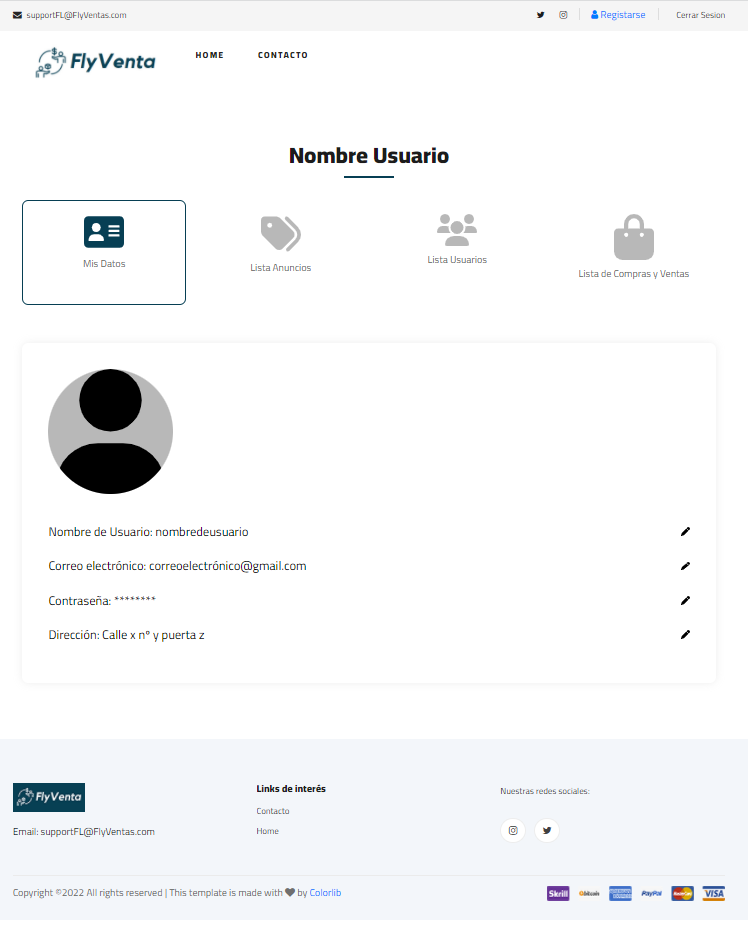 supportFL@FlyVentas.com
Registarse
Cerrar Sesion
FlyVenta
HOME
CONTACTO
Nombre Usuario
Mis Datos
Lista Anuncios
Lista Usuarios
Lista de Compras y Ventas
Nombre de Usuario: nombredeusuario
Correo electrónico: correoelectrónico@gmail.com
Contraseña: ********
Dirección: Calle x nº y puerta z
FlyVenta
Links de interés
Nuestras redes sociales:
Contacto
Email: supportFL@FlyVentas.com
Home
Copyright ©2022 All rights reserved | This template is made with ♥ by Colorlib
Skrill
bitcoin
AMERICAN EXPRESS
PayPal
MasterCard
VISA